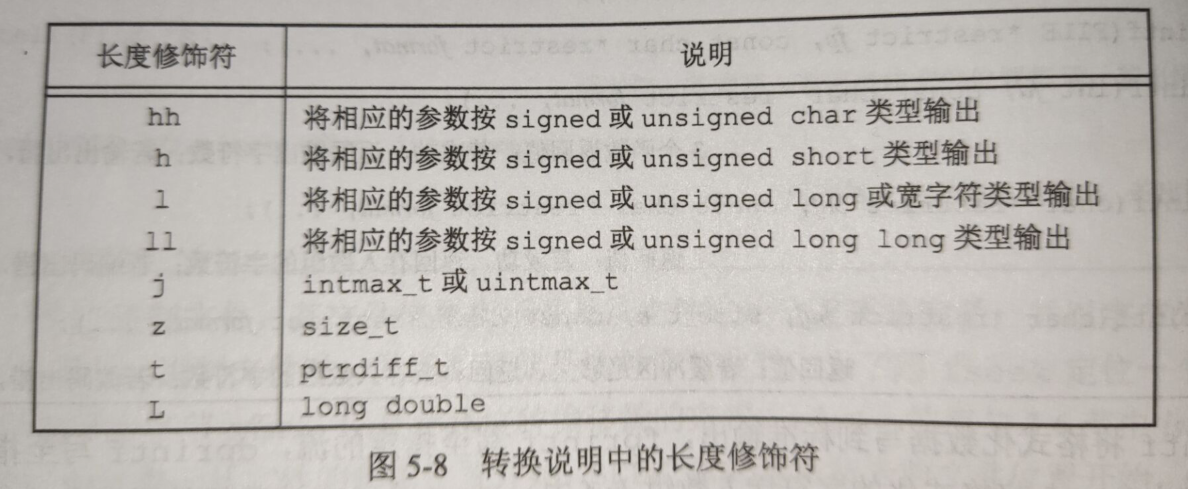 长度修饰符 说明
hh 将相应的参数按 signed 或 unsigned char 类型输出
h 将相应的参数按 signed 或 unsigned short 类型输出
l 将相应的参数按 signed 或 unsigned long 或宽字符类型输出
ll 将相应的参数按 signed 或 unsigned long long 类型输出
j intmax_t 或 uintmax_t
z size_t
t ptrdiff_t
L long double
图 5-8 转换说明中的长度修饰符